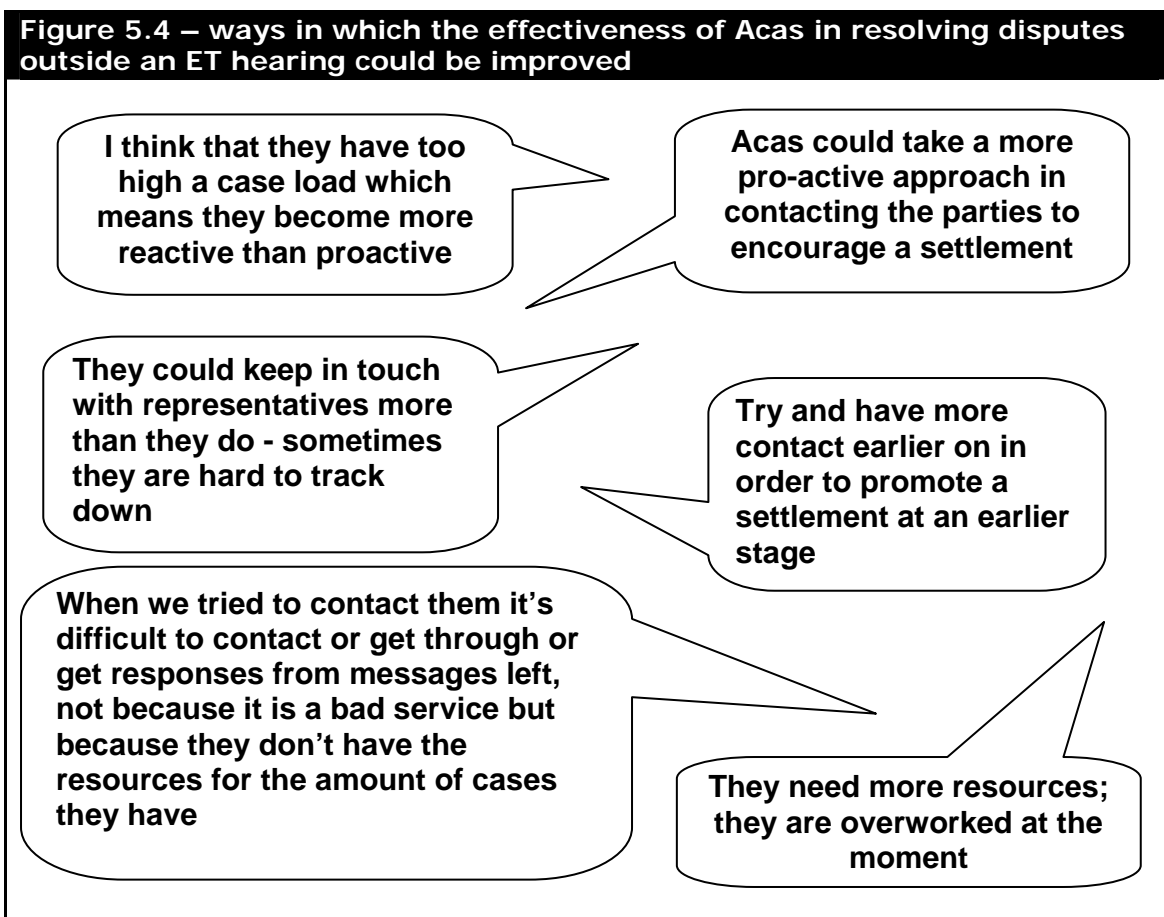 Figure 5.4 – ways in which the effectiveness of Acas in resolving disputes
outside an ET hearing could be improved
I think that they have too
high a case load which
means they become more
reactive than proactive
Acas could take a more
pro-active approach in
contacting the parties to
encourage a settlement
They could keep in touch
with representatives more
than they do - sometimes
they are hard to track
down
Try and have more
contact earlier on in
order to promote a
settlement at an earlier
stage
When we tried to contact them it’s
difficult to contact or get through or
get responses from messages left,
not because it is a bad service but
because they don’t have the
resources for the amount of cases
they have
They need more resources;
they are overworked at the
moment